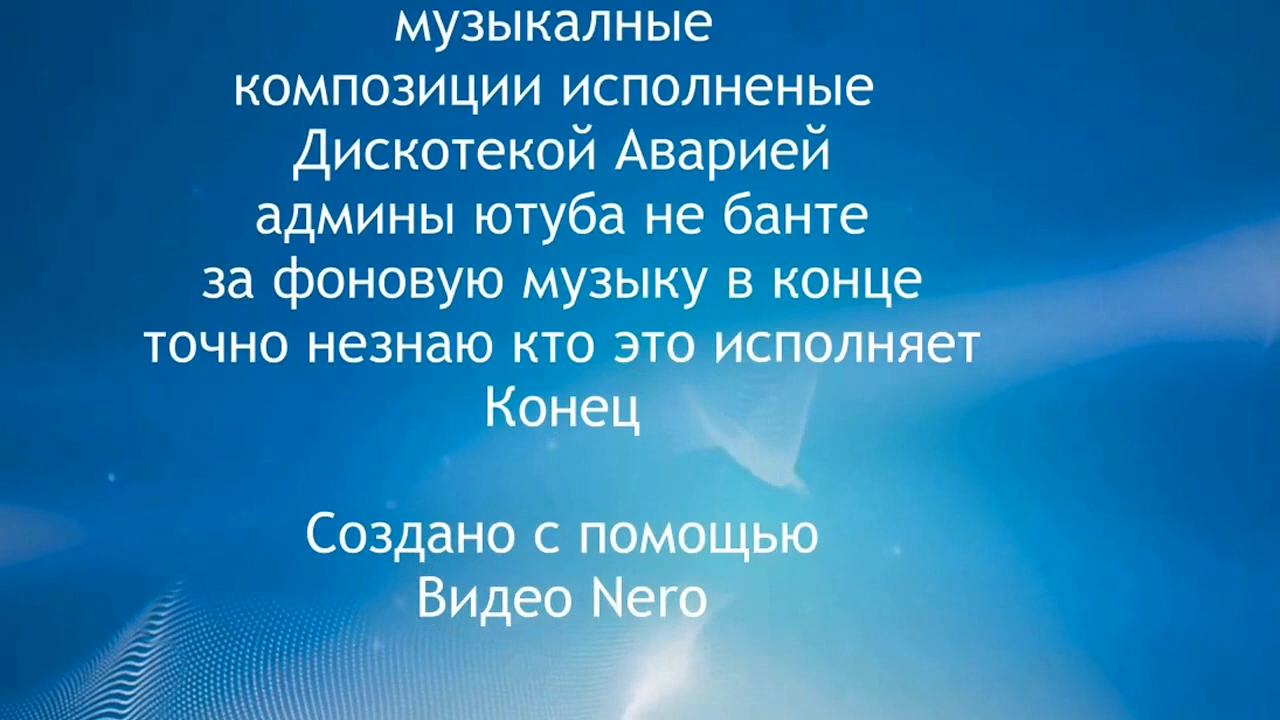 музыкалные
композиции исполненые
Дискотекой Аварией
админы ютуба не банте
за фоновую музыку в конце
точно незнаю кто это исполняет
Конец
Создано с помощью
Видео Nero